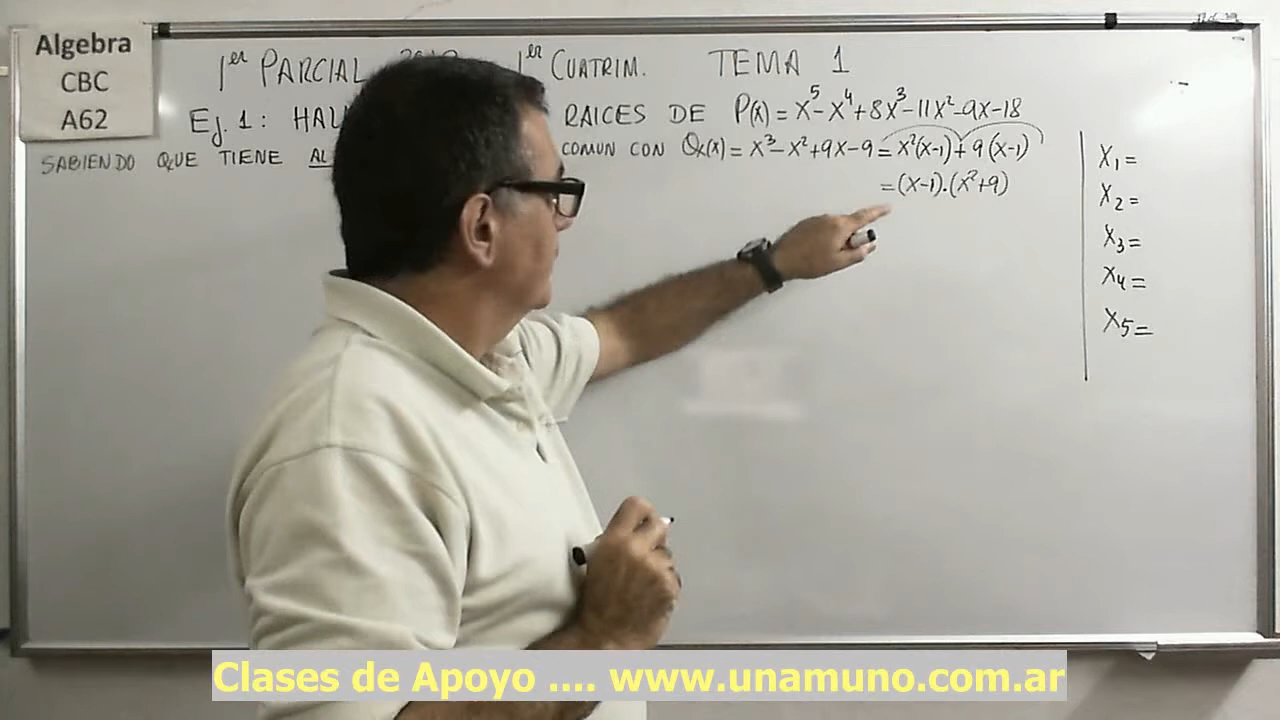 Algebra
CBC
A62
1er PARCIAL 1er CUATRIM. TEMA 1
Ej. 1: HAL RAICES DE P(x) = x⁵-x⁴+8x³-11x²-9x-18
SABIENDO QUE TIENE AL COMUN CON Q(x) = x³-x²+9x-9 = x²(x-1)+9(x-1)
=(x-1).(x²+9)
x₁=
x₂=
x₃=
x₄=
x₅=
Clases de Apoyo .... www.unamuno.com.ar